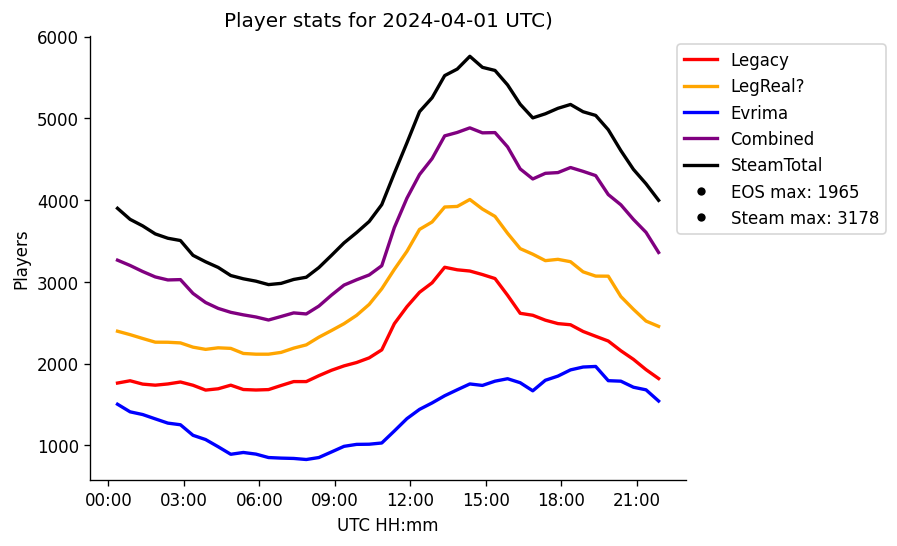 Player stats for 2024-04-01 UTC)
Players
6000
5000
4000
3000
2000
1000
00:00 03:00 06:00 09:00 12:00 15:00 18:00 21:00
UTC HH:mm
Legacy
LegReal?
Evrima
Combined
SteamTotal
EOS max: 1965
Steam max: 3178